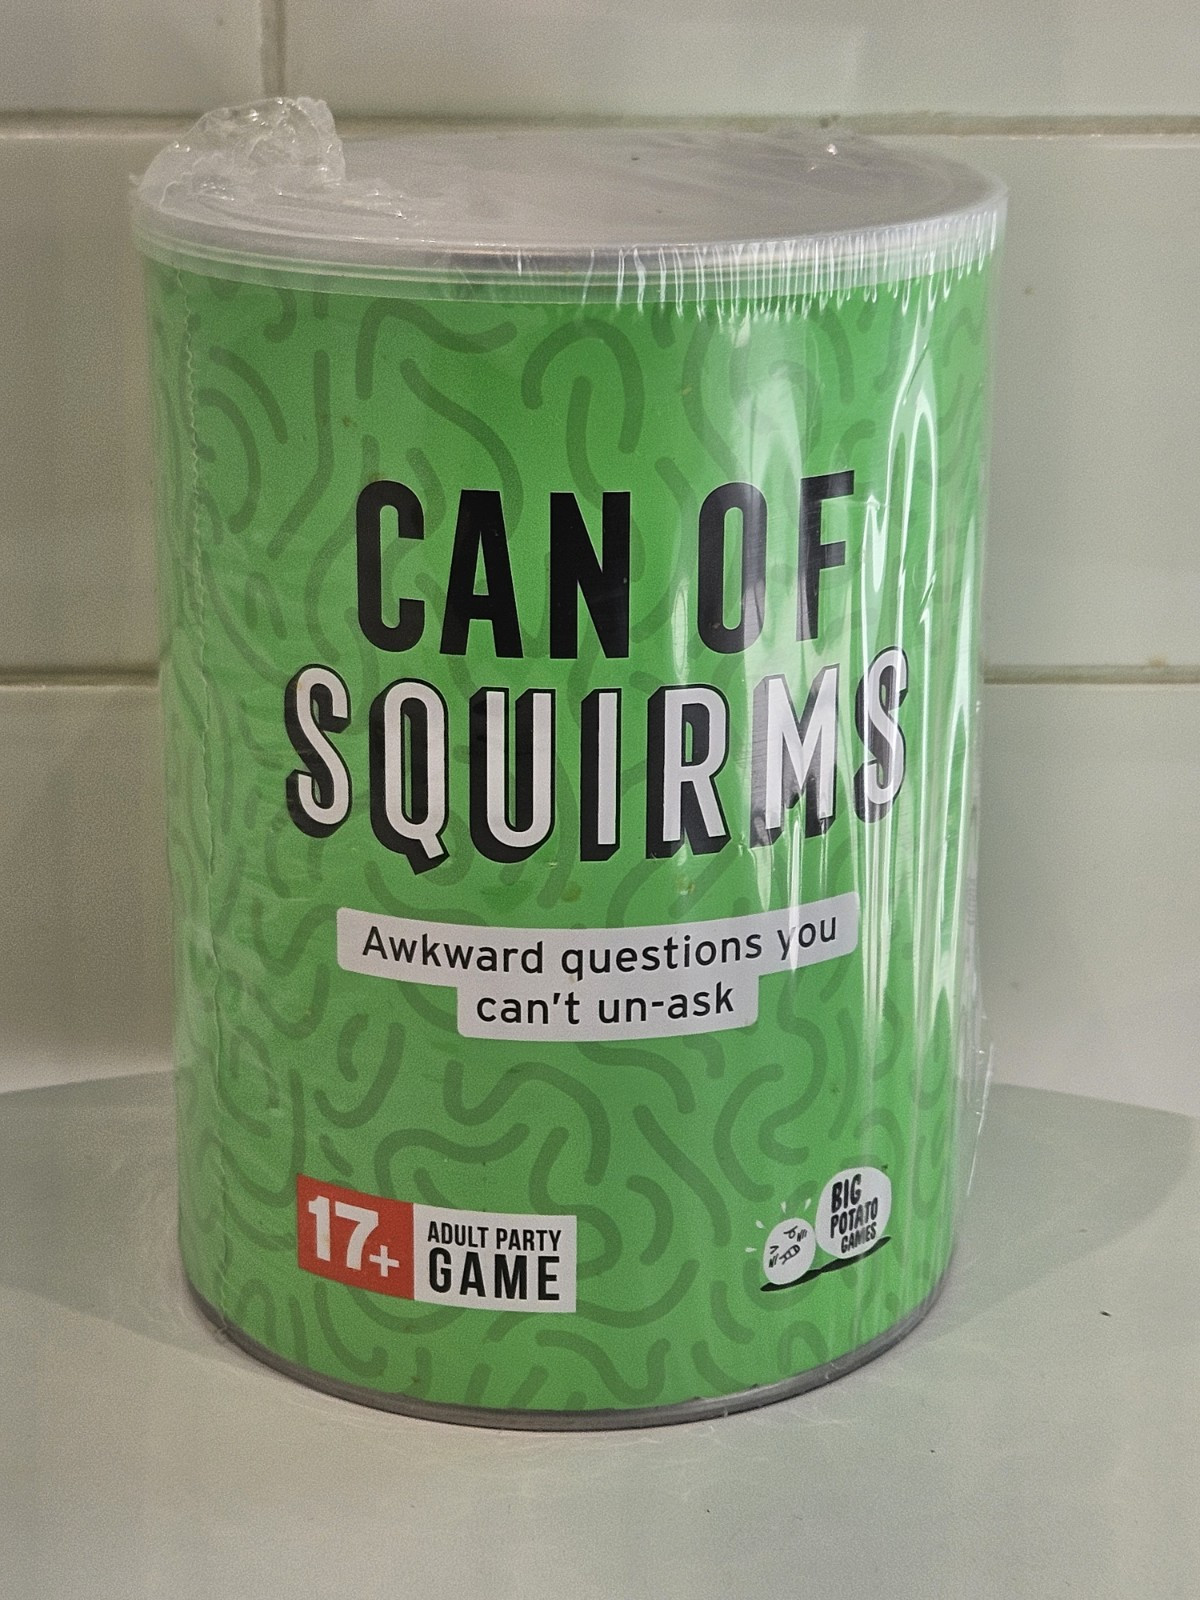 CAN OF
SQUIRMS
Awkward questions you
can't un-ask
17+
ADULT PARTY
GAME
BIG
POTATO
GAMES